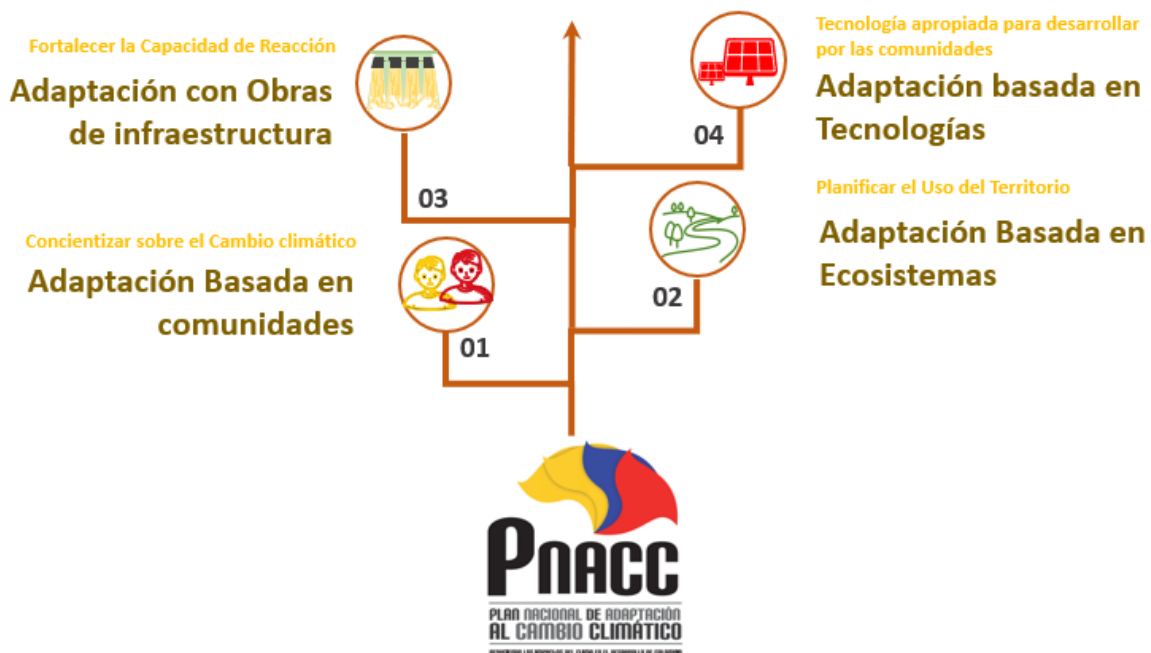 Fortalecer la Capacidad de Reacción
Adaptación con Obras
de infraestructura
03
Tecnología apropiada para desarrollar
por las comunidades
Adaptación basada en
Tecnologías
04
Concientizar sobre el Cambio climático
Adaptación Basada en
comunidades
01
Planificar el Uso del Territorio
Adaptación Basada en
Ecosistemas
02
PNACC
PLAN NACIONAL DE ADAPTACIÓN
AL CAMBIO CLIMÁTICO